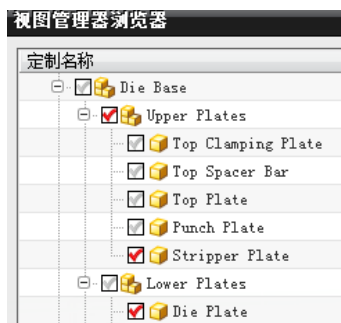 视图管理器浏览器
定制名称
Die Base
Upper Plates
Top Clamping Plate
Top Spacer Bar
Top Plate
Punch Plate
Stripper Plate
Lower Plates
Die Plate